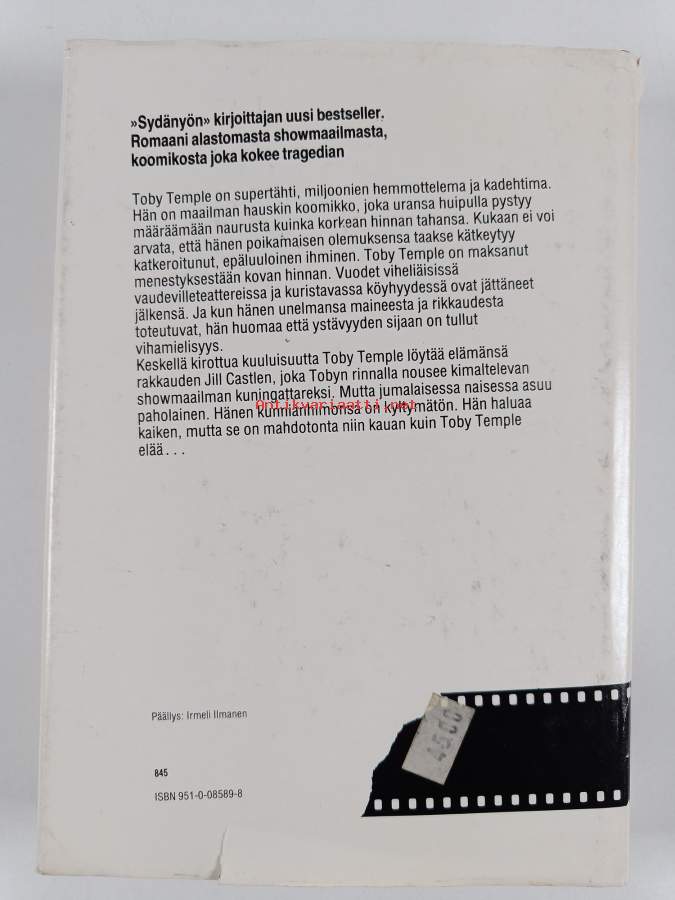 »Sydänyön» kirjoittajan uusi bestseller.
Romaani alastomasta showmaailmasta,
koomikosta joka kokee tragedian
Toby Temple on supertähti, miljoonien hemmottelema ja kadehtima.
Hän on maailman hauskin koomikko, joka uransa huipulla pystyy
määräämään naurusta kuinka korkean hinnan tahansa. Kukaan ei voi
arvata, että hänen poikamaisen olemuksensa taakse kätkeytyy
katkeroitunut, epäluuloinen ihminen. Toby Temple on maksanut
menestyksestään kovan hinnan. Vuodet viheliäisissä
vaudevilleteattereissa ja kuristavassa köyhyydessä ovat jättäneet
jälkensä. Ja kun hänen unelmansa maineesta ja rikkaudesta
toteutuvat, hän huomaa että ystävyyden sijaan on tullut
vihamielisyys.
Keskellä kirottua kuuluisuutta Toby Temple löytää elämänsä
rakkauden Jill Castlen, joka Tobyn rinnalla nousee kimaltelevan
showmaailman kuningattareksi. Mutta jumalaisessa naisessa asuu
paholainen. Hänen kunnianhimonsa on kyltymätön. Hän haluaa
Antikvariaatti.net
kaiken, mutta se on mahdotonta niin kauan kuin Toby Temple
elää...
Päällys: Irmeli Ilmanen
845
ISBN 951-0-08589-8
4500